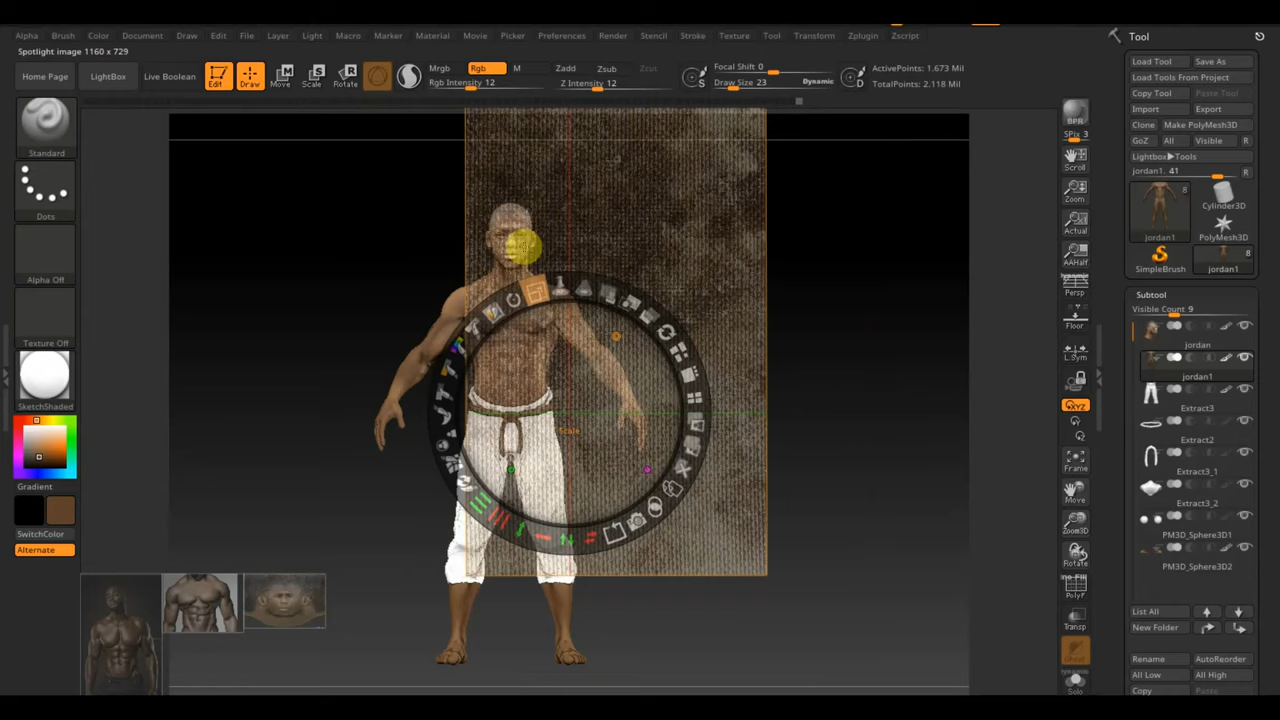 Alpha Brush Color Document Draw Edit File Layer Light Macro Marker Material Movie Picker Preferences Render Stencil Stroke Texture Tool Transform Zplugin Zscript
Spotlight image 1160 x 729
Home Page
LightBox
Live Boolean
Edit
Draw
Move
Scale
Rotate
Mrgb
Rgb
M
Rgb Intensity 12
Zadd
Zsub
Zcut
Z Intensity 12
Focal Shift 0
Draw Size 23
Dynamic
ActivePoints: 1.673 Mil
TotalPoints: 2.118 Mil
Standard
Dots
Alpha Off
Texture Off
SketchShaded
Gradient
SwitchColor
Alternate
Scale
BPR
SPix 3
Scroll
Zoom
Actual
AAHalf
Dynamic
Persp
Floor
L.Sym
XYZ
Frame
Move
Zoom3D
Rotate
PolyF
Transp
Ghost
Dynamic
Solo
Tool
Load Tool
Save As
Load Tools From Project
Copy Tool
Paste Tool
Import
Export
Clone
Make PolyMesh3D
GoZ
All
Visible
R
Lightbox▶Tools
jordan1. 41
R
8
Cylinder3D
jordan1
PolyMesh3D
8
SimpleBrush
jordan1
Subtool
Visible Count 9
jordan
jordan1
Extract3
Extract2
Extract3_1
Extract3_2
PM3D_Sphere3D1
PM3D_Sphere3D2
List All
New Folder
Rename
AutoReorder
All Low
All High
Copy
Paste